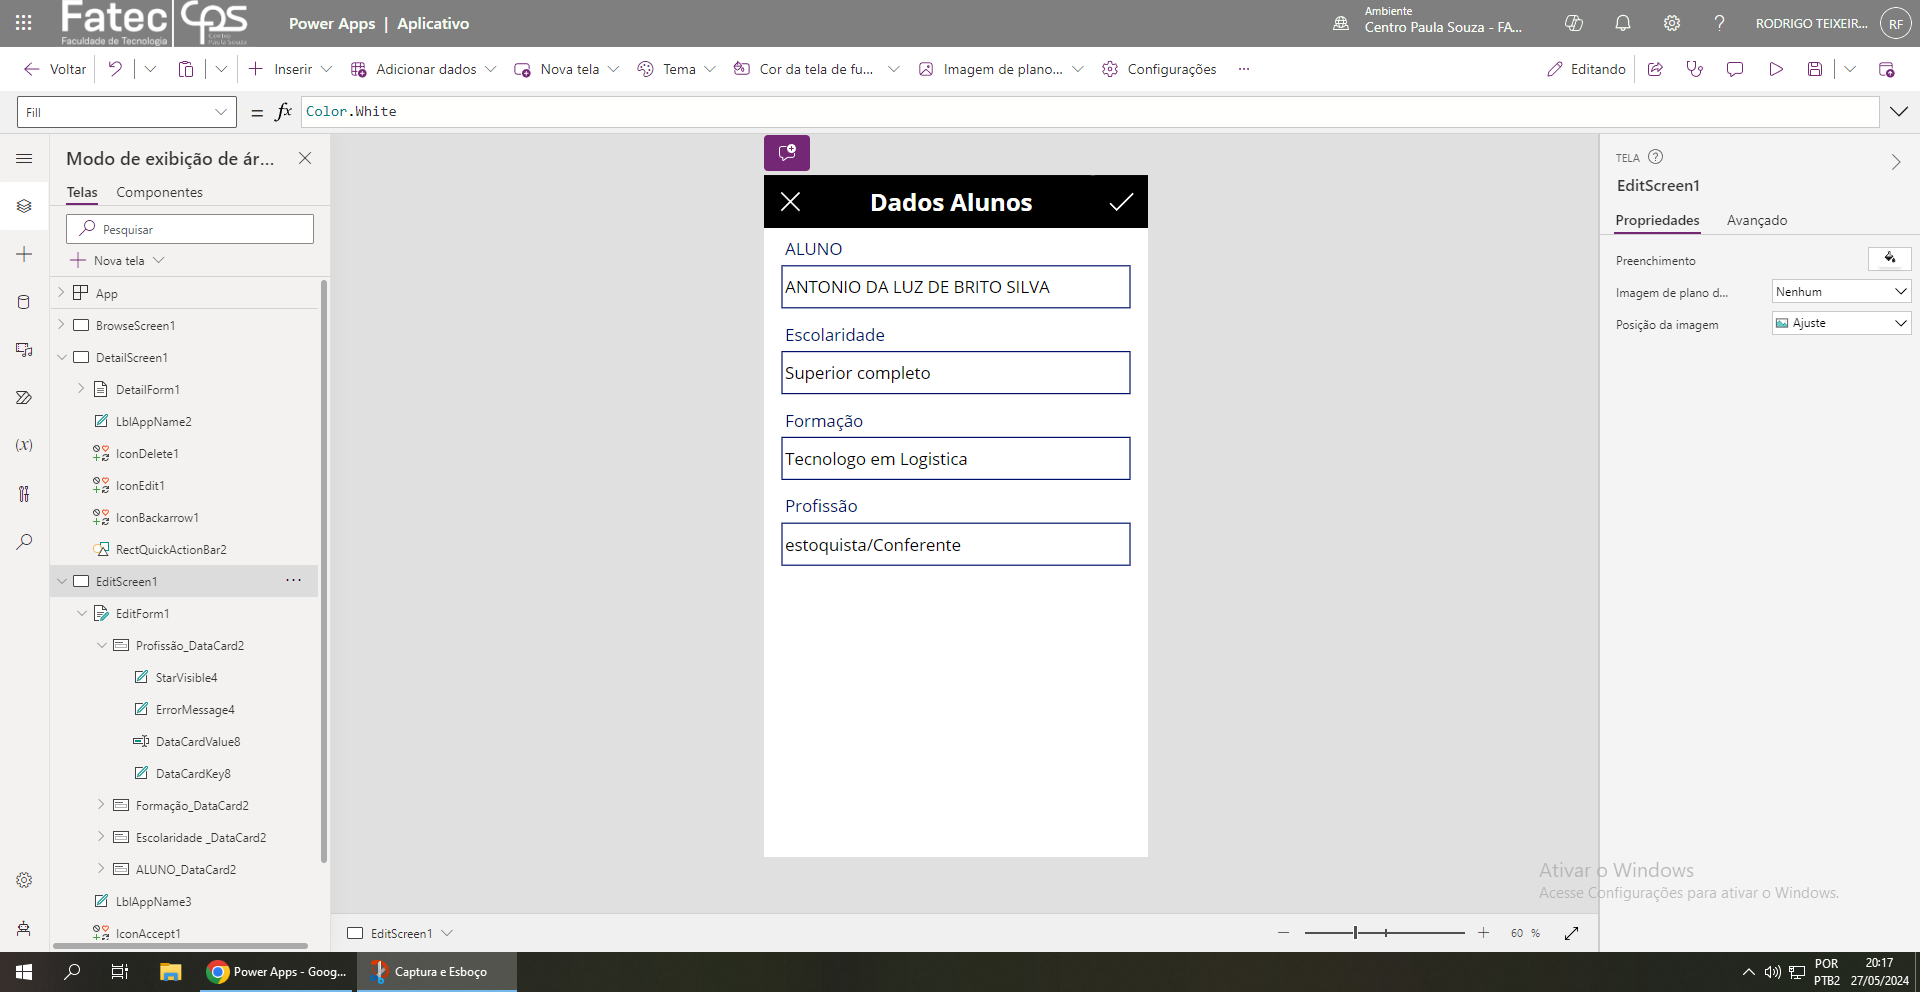 Fatec
Faculdade de Tecnologia
Cps
Centro
Paula Souza
Power Apps | Aplicativo
Ambiente
Centro Paula Souza - FA...
RODRIGO TEIXEIR...
RF
Voltar
Inserir
Adicionar dados
Nova tela
Tema
Cor da tela de fu...
Imagem de plano...
Configurações
...
Editando
Fill
= fx
Color.White
Modo de exibição de ár...
Telas
Componentes
Pesquisar
Nova tela
App
BrowseScreen1
DetailScreen1
DetailForm1
LblAppName2
IconDelete1
IconEdit1
IconBackarrow1
RectQuickActionBar2
EditScreen1
...
EditForm1
Profissão_DataCard2
StarVisible4
ErrorMessage4
DataCardValue8
DataCardKey8
Formação_DataCard2
Escolaridade _DataCard2
ALUNO_DataCard2
LblAppName3
IconAccept1
Dados Alunos
ALUNO
ANTONIO DA LUZ DE BRITO SILVA
Escolaridade
Superior completo
Formação
Tecnologo em Logistica
Profissão
estoquista/Conferente
EditScreen1
60 %
TELA
EditScreen1
Propriedades
Avançado
Preenchimento
Imagem de plano d...
Nenhum
Posição da imagem
Ajuste
Ativar o Windows
Acesse Configurações para ativar o Windows.
Power Apps - Goog...
Captura e Esboço
POR
PTB2
20:17
27/05/2024